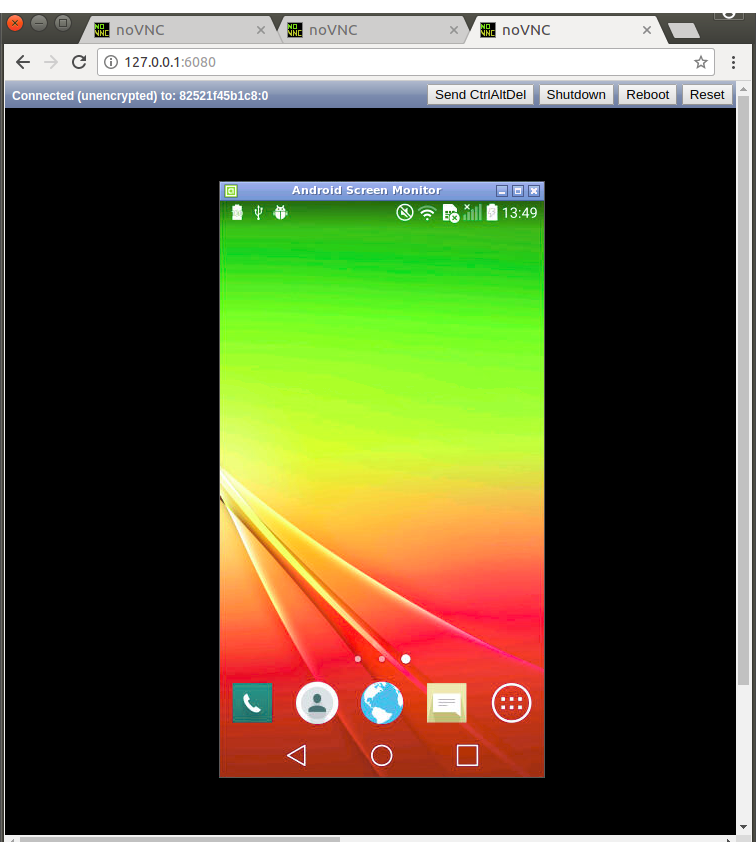 noVNC
noVNC
noVNC
127.0.0.1:6080
Connected (unencrypted) to: 82521f45b1c8:0
Send CtrlAltDel
Shutdown
Reboot
Reset
Android Screen Monitor
13:49